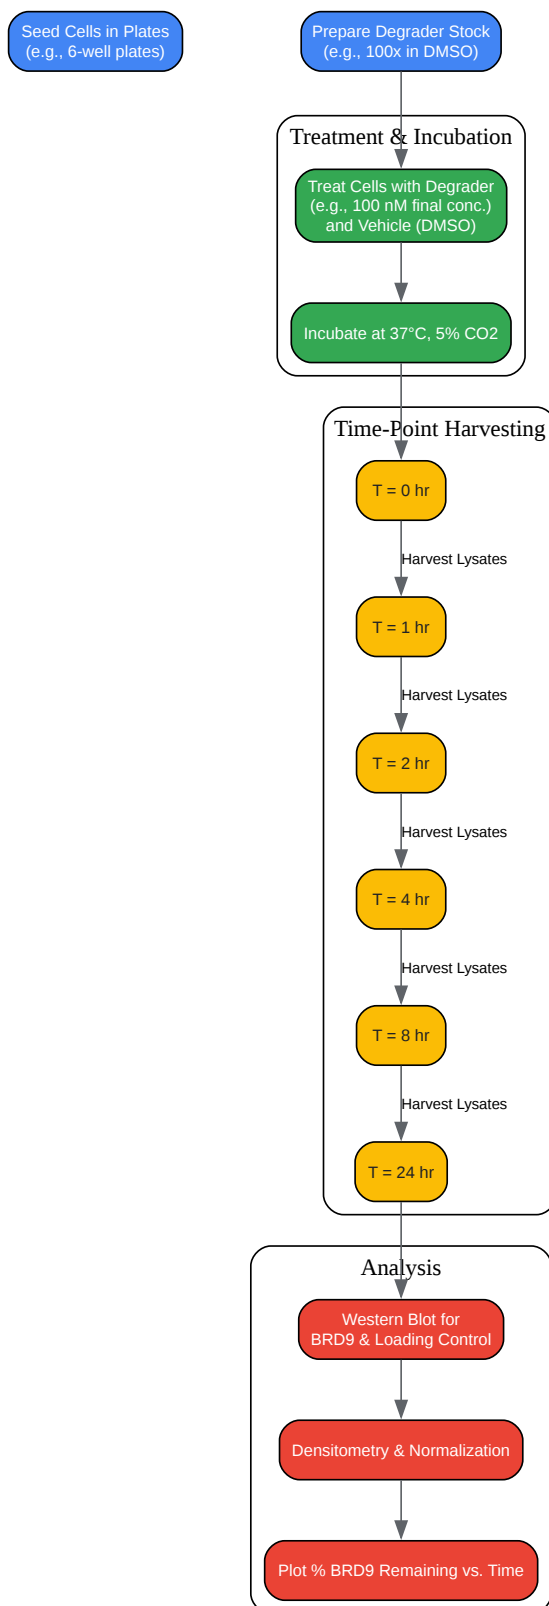 Seed Cells in Plates
(e.g., 6-well plates)
Prepare Degrader Stock
(e.g., 100x in DMSO)
Treatment & Incubation
Treat Cells with Degrader
(e.g., 100 nM final conc.)
and Vehicle (DMSO)
Incubate at 37°C, 5% CO2
Time-Point Harvesting
T = 0 hr
Harvest Lysates
T = 1 hr
Harvest Lysates
T = 2 hr
Harvest Lysates
T = 4 hr
Harvest Lysates
T = 8 hr
Harvest Lysates
T = 24 hr
Analysis
Western Blot for
BRD9 & Loading Control
Densitometry & Normalization
Plot % BRD9 Remaining vs. Time